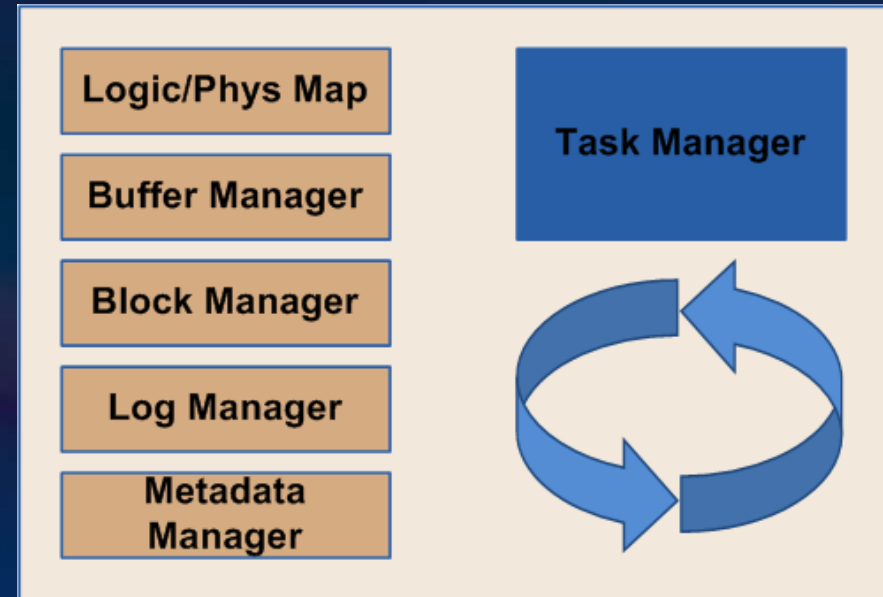 Logic/Phys Map
Buffer Manager
Block Manager
Log Manager
Metadata
Manager
Task Manager